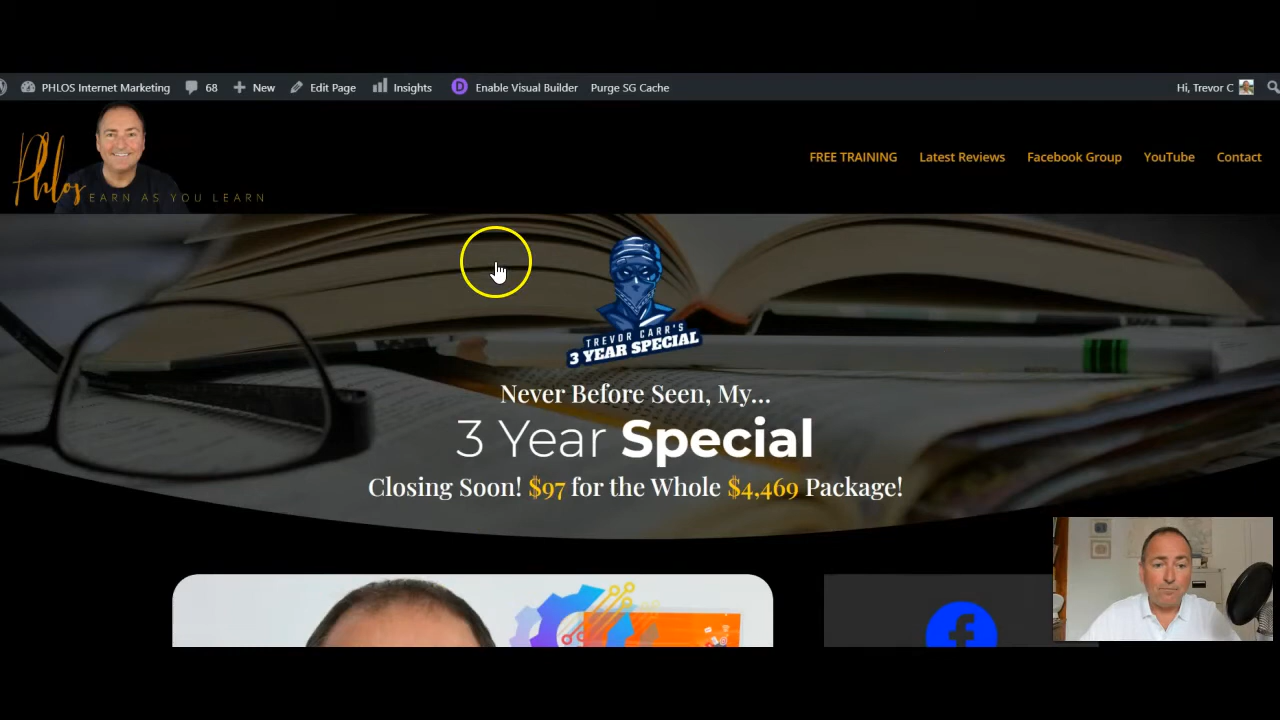 PHLOS Internet Marketing 68 New Edit Page Insights Enable Visual Builder Purge SG Cache Hi, Trevor C
Phlos EARN AS YOU LEARN
FREE TRAINING Latest Reviews Facebook Group YouTube Contact
TREVOR CARR'S
3 YEAR SPECIAL
Never Before Seen, My...
3 Year Special
Closing Soon! $97 for the Whole $4,469 Package!